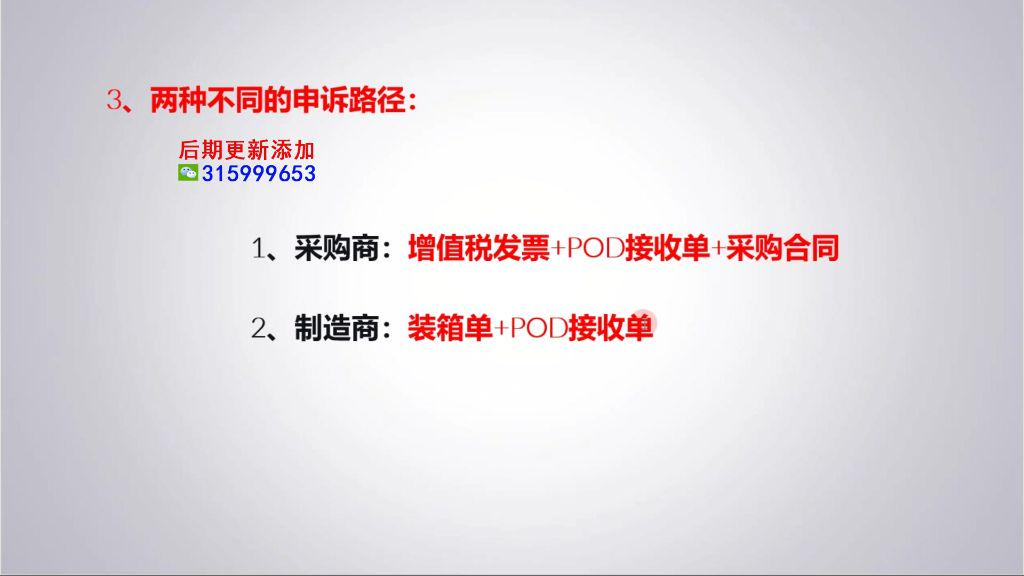 3、两种不同的申诉路径：
后期更新添加
315999653
1、采购商：增值税发票+POD接收单+采购合同
2、制造商：装箱单+POD接收单